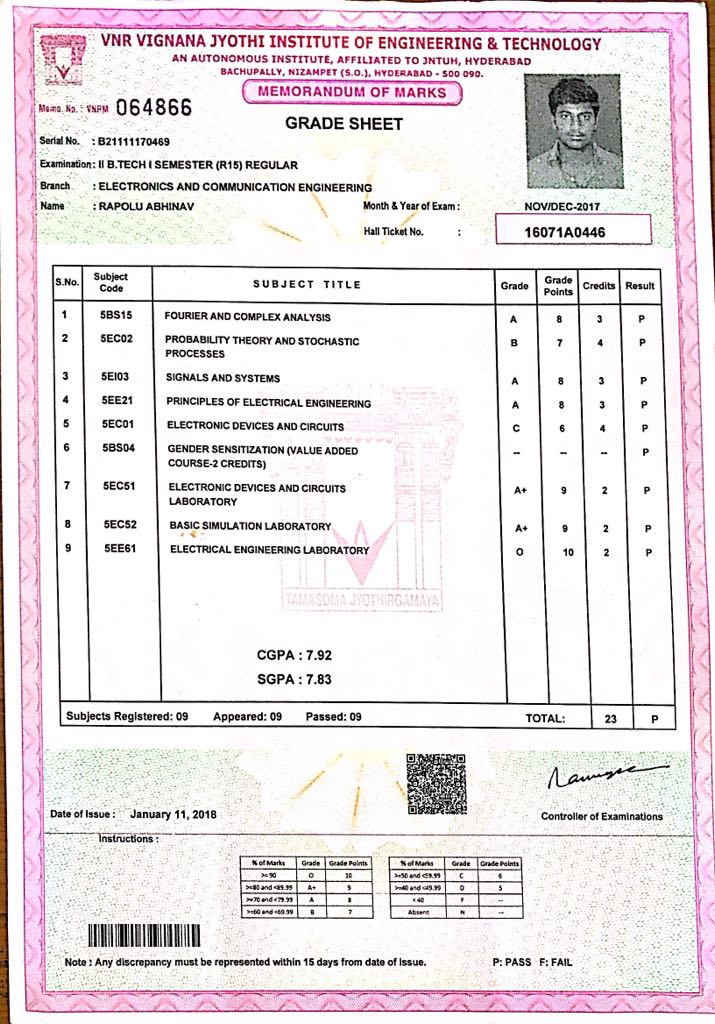 VNR VIGNANA JYOTHI INSTITUTE OF ENGINEERING & TECHNOLOGY
AN AUTONOMOUS INSTITUTE, AFFILIATED TO JNTUH, HYDERABAD
BACHUPALLY, NIZAMPET (S.O.), HYDERABAD - 500 090.
MEMORANDUM OF MARKS
Memo. No. : VNRM 064866
GRADE SHEET
Serial No. : B21111170469
Examination: II B.TECH I SEMESTER (R15) REGULAR
Branch : ELECTRONICS AND COMMUNICATION ENGINEERING
Name : RAPOLU ABHINAV Month & Year of Exam : NOV/DEC-2017
Hall Ticket No. : 16071A0446
S.No. Subject Code SUBJECT TITLE Grade Grade Points Credits Result
1 5BS15 FOURIER AND COMPLEX ANALYSIS A 8 3 P
2 5EC02 PROBABILITY THEORY AND STOCHASTIC B 7 4 P
PROCESSES
3 5EI03 SIGNALS AND SYSTEMS A 8 3 P
4 5EE21 PRINCIPLES OF ELECTRICAL ENGINEERING A 8 3 P
5 5EC01 ELECTRONIC DEVICES AND CIRCUITS C 6 4 P
6 5BS04 GENDER SENSITIZATION (VALUE ADDED -- -- -- P
COURSE-2 CREDITS)
7 5EC51 ELECTRONIC DEVICES AND CIRCUITS A+ 9 2 P
LABORATORY
8 5EC52 BASIC SIMULATION LABORATORY A+ 9 2 P
9 5EE61 ELECTRICAL ENGINEERING LABORATORY O 10 2 P
TAMASOMA JYOTHIRGAMAYA
CGPA : 7.92
SGPA : 7.83
Subjects Registered: 09 Appeared: 09 Passed: 09 TOTAL: 23 P
Date of Issue : January 11, 2018
Controller of Examinations
Instructions :
% of Marks Grade Grade Points % of Marks Grade Grade Points
>=90 O 10 >=50 and <59.99 C 6
>=80 and <89.99 A+ 9 >=40 and <49.99 D 5
>=70 and <79.99 A 8 <40 F --
>=60 and <69.99 B 7 Absent N --
Note : Any discrepancy must be represented within 15 days from date of issue. P: PASS F: FAIL